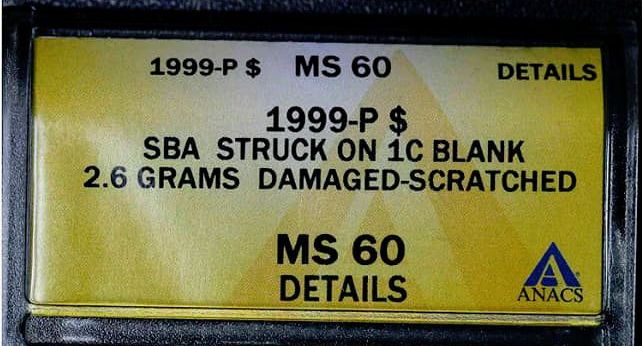 1999-P $ MS 60 DETAILS
1999-P $
SBA STRUCK ON 1C BLANK
2.6 GRAMS DAMAGED-SCRATCHED
MS 60
DETAILS
ANACS